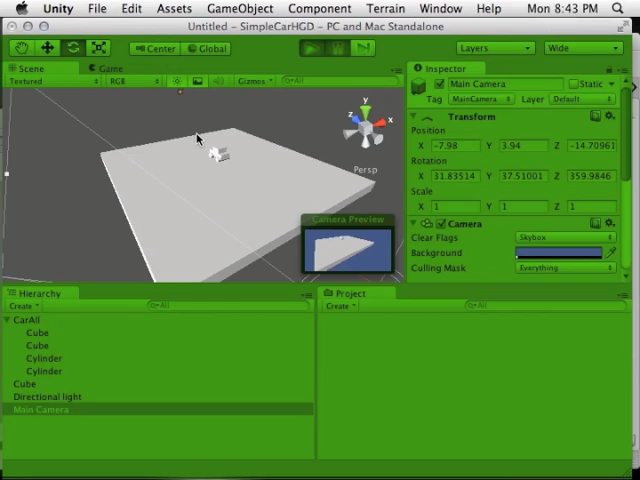 Unity File Edit Assets GameObject Component Terrain Window Help Mon 8:43 PM
Untitled - SimpleCarHGD - PC and Mac Standalone
Center Global Layers Wide
Scene Game
Textured RGB Gizmos All
y
x
z
Persp
Camera Preview
Inspector
Main Camera Static
Tag MainCamera Layer Default
Transform
Position
X -7.98 Y 3.94 Z -14.70961
Rotation
X 31.83514 Y 37.51001 Z 359.9846
Scale
X 1 Y 1 Z 1
Camera
Clear Flags Skybox
Background
Culling Mask Everything
Hierarchy
Create All
CarAll
Cube
Cube
Cylinder
Cylinder
Cube
Directional light
Main Camera
Project
Create All